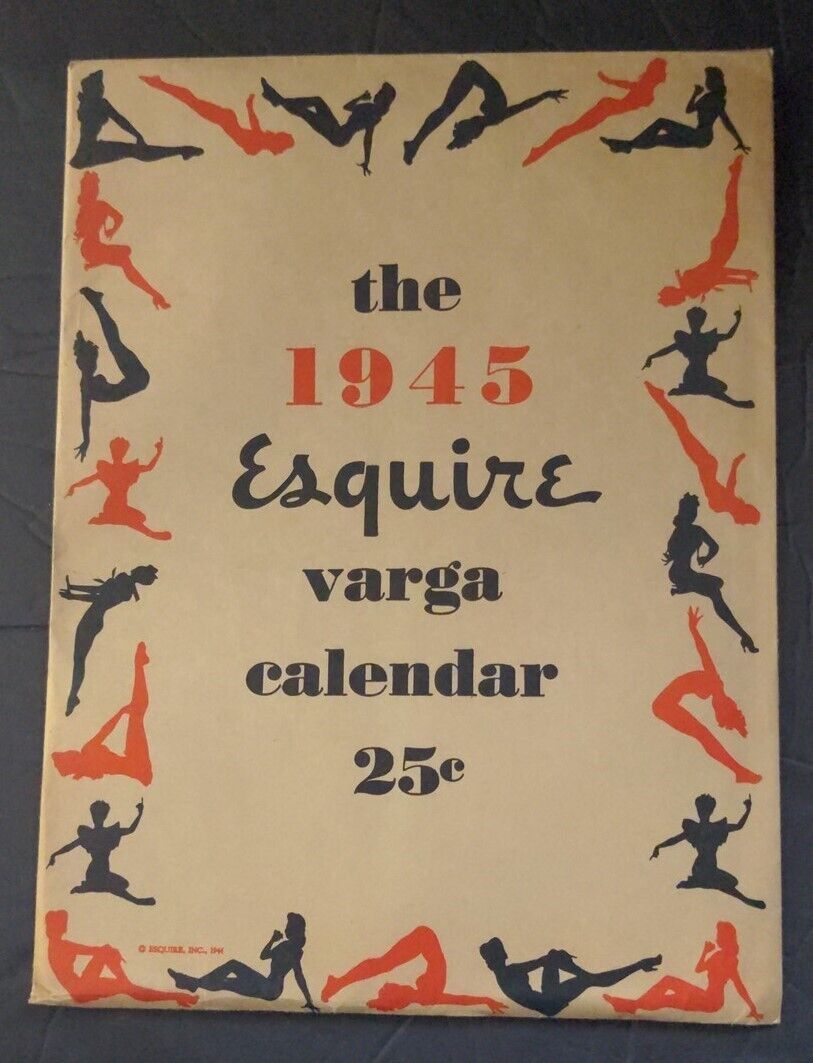 the
1945
Esquire
varga
calendar
25c
© ESQUIRE, INC., 1944